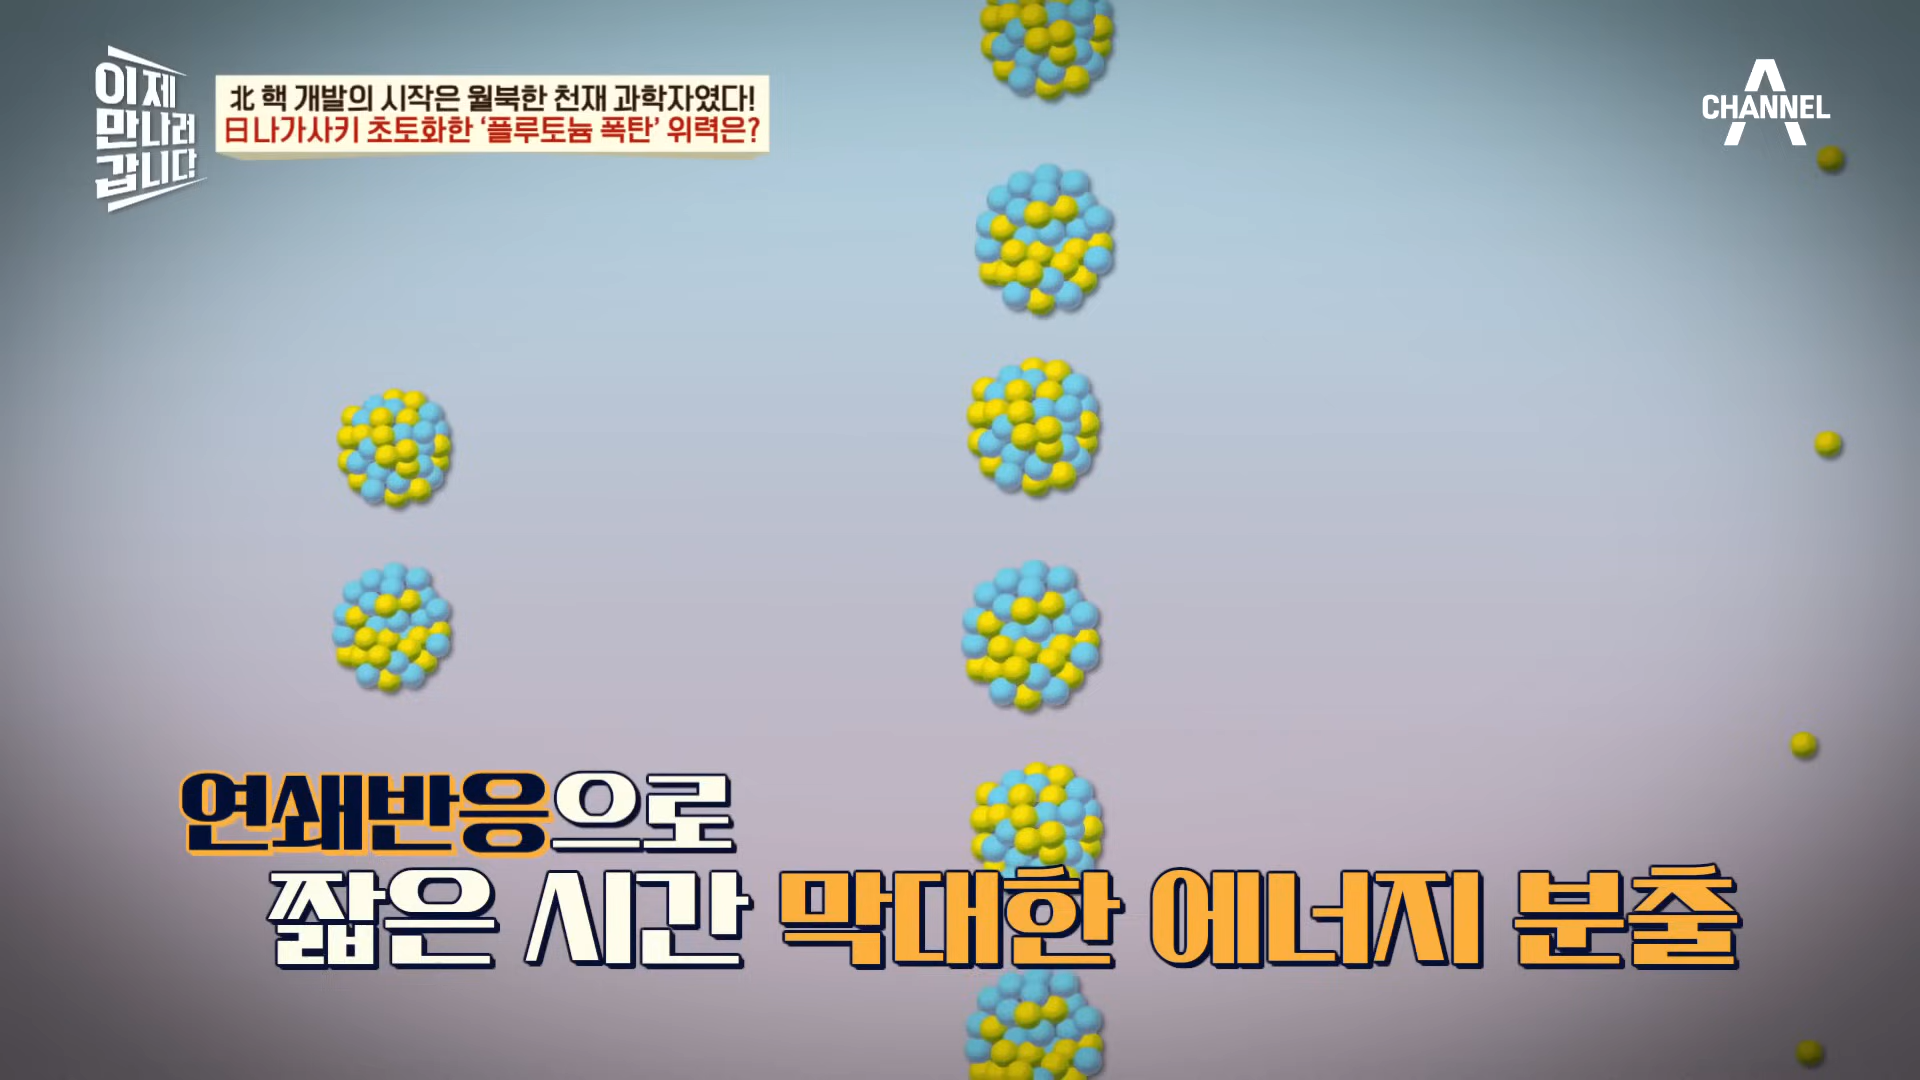 이제
만나러
갑니다
北 핵 개발의 시작은 월북한 천재 과학자였다!
日 나가사키 초토화한 ‘플루토늄 폭탄’ 위력은?
CHANNEL A
연쇄반응으로
짧은 시간 막대한 에너지 분출